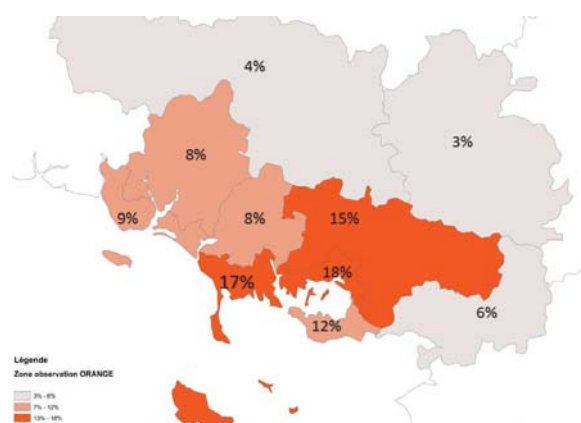 4%
3%
8%
9%
8%
15%
17%
18%
12%
6%
Légende
Zone observation ORANGE
3% - 6%
7% - 12%
13% - 18%